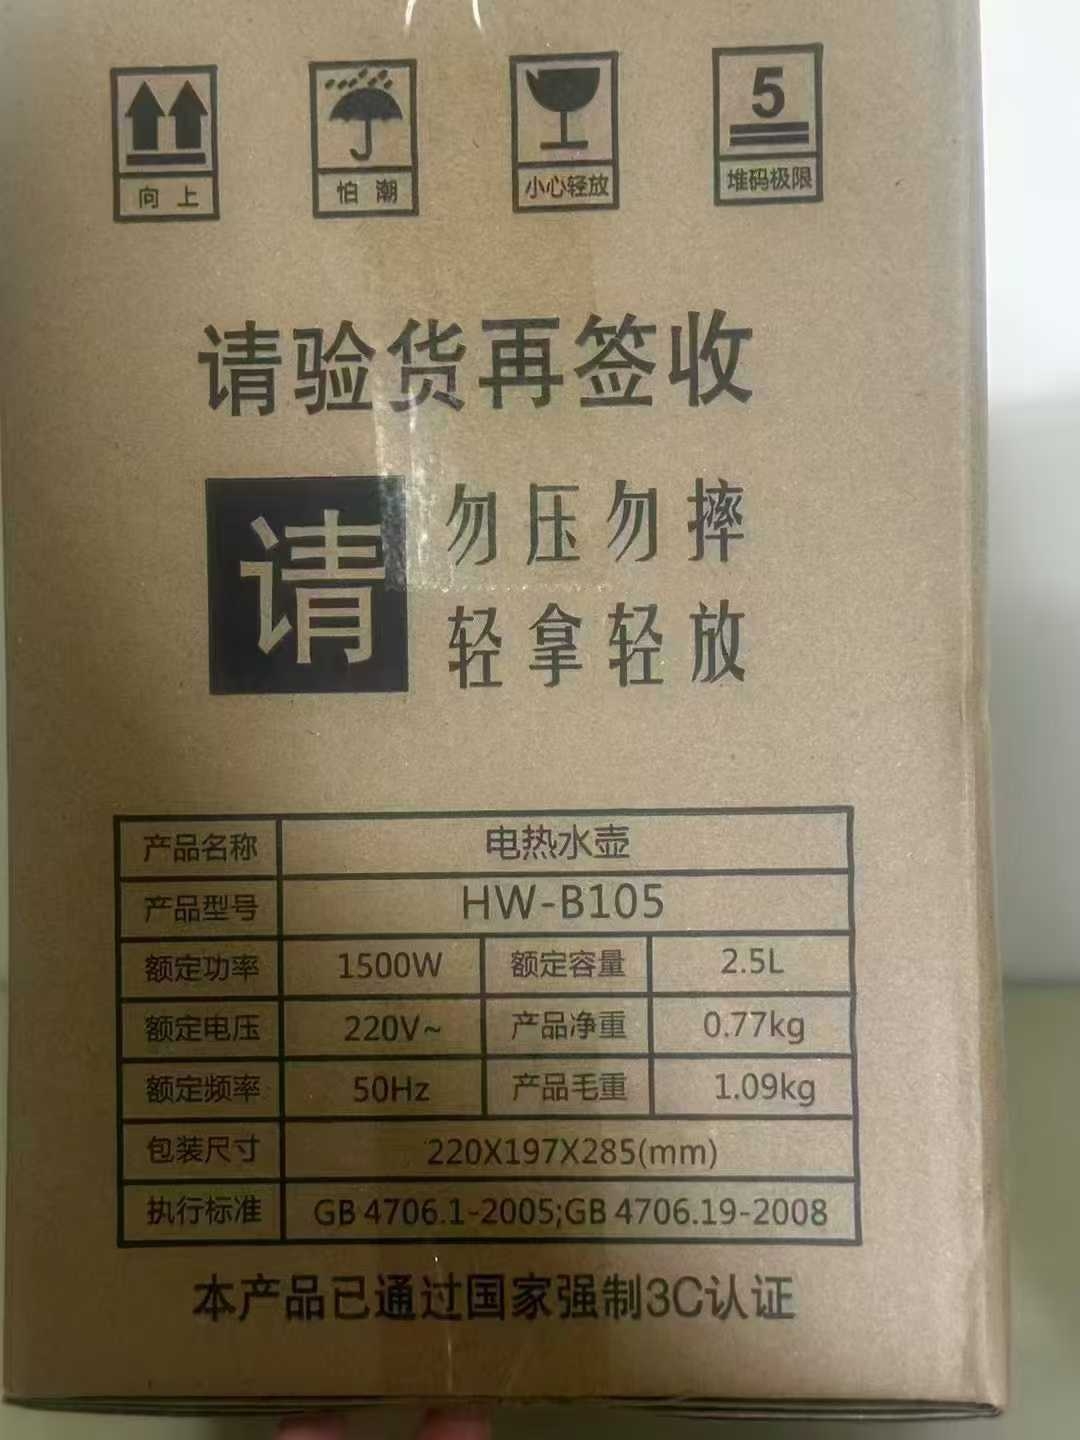 向上 怕潮 小心轻放 5 堆码极限
请验货再签收
请
勿压勿摔
轻拿轻放
产品名称 电热水壶
产品型号 HW-B105
额定功率 1500W 额定容量 2.5L
额定电压 220V~ 产品净重 0.77kg
额定频率 50Hz 产品毛重 1.09kg
包装尺寸 220X197X285(mm)
执行标准 GB 4706.1-2005;GB 4706.19-2008
本产品已通过国家强制3C认证